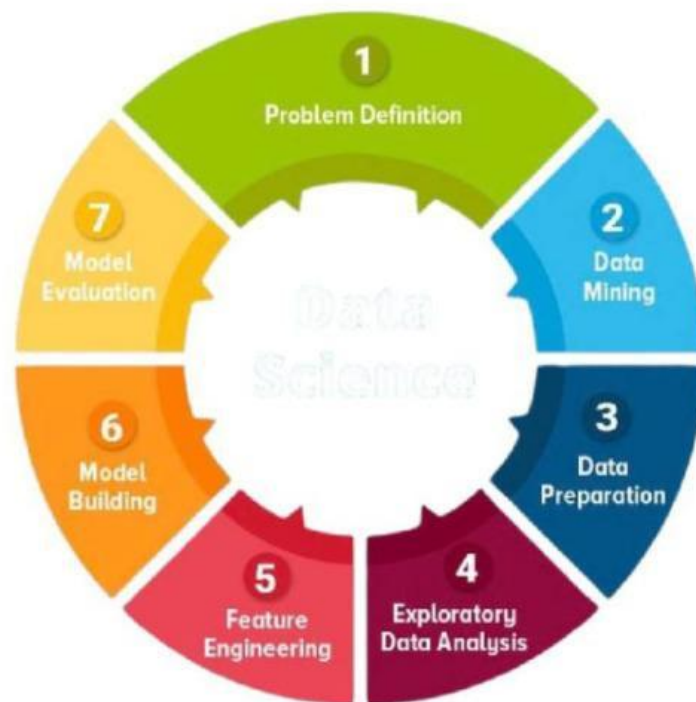 1
Problem Definition
2
Data
Mining
3
Data
Preparation
4
Exploratory
Data Analysis
5
Feature
Engineering
6
Model
Building
7
Model
Evaluation
Data
Science